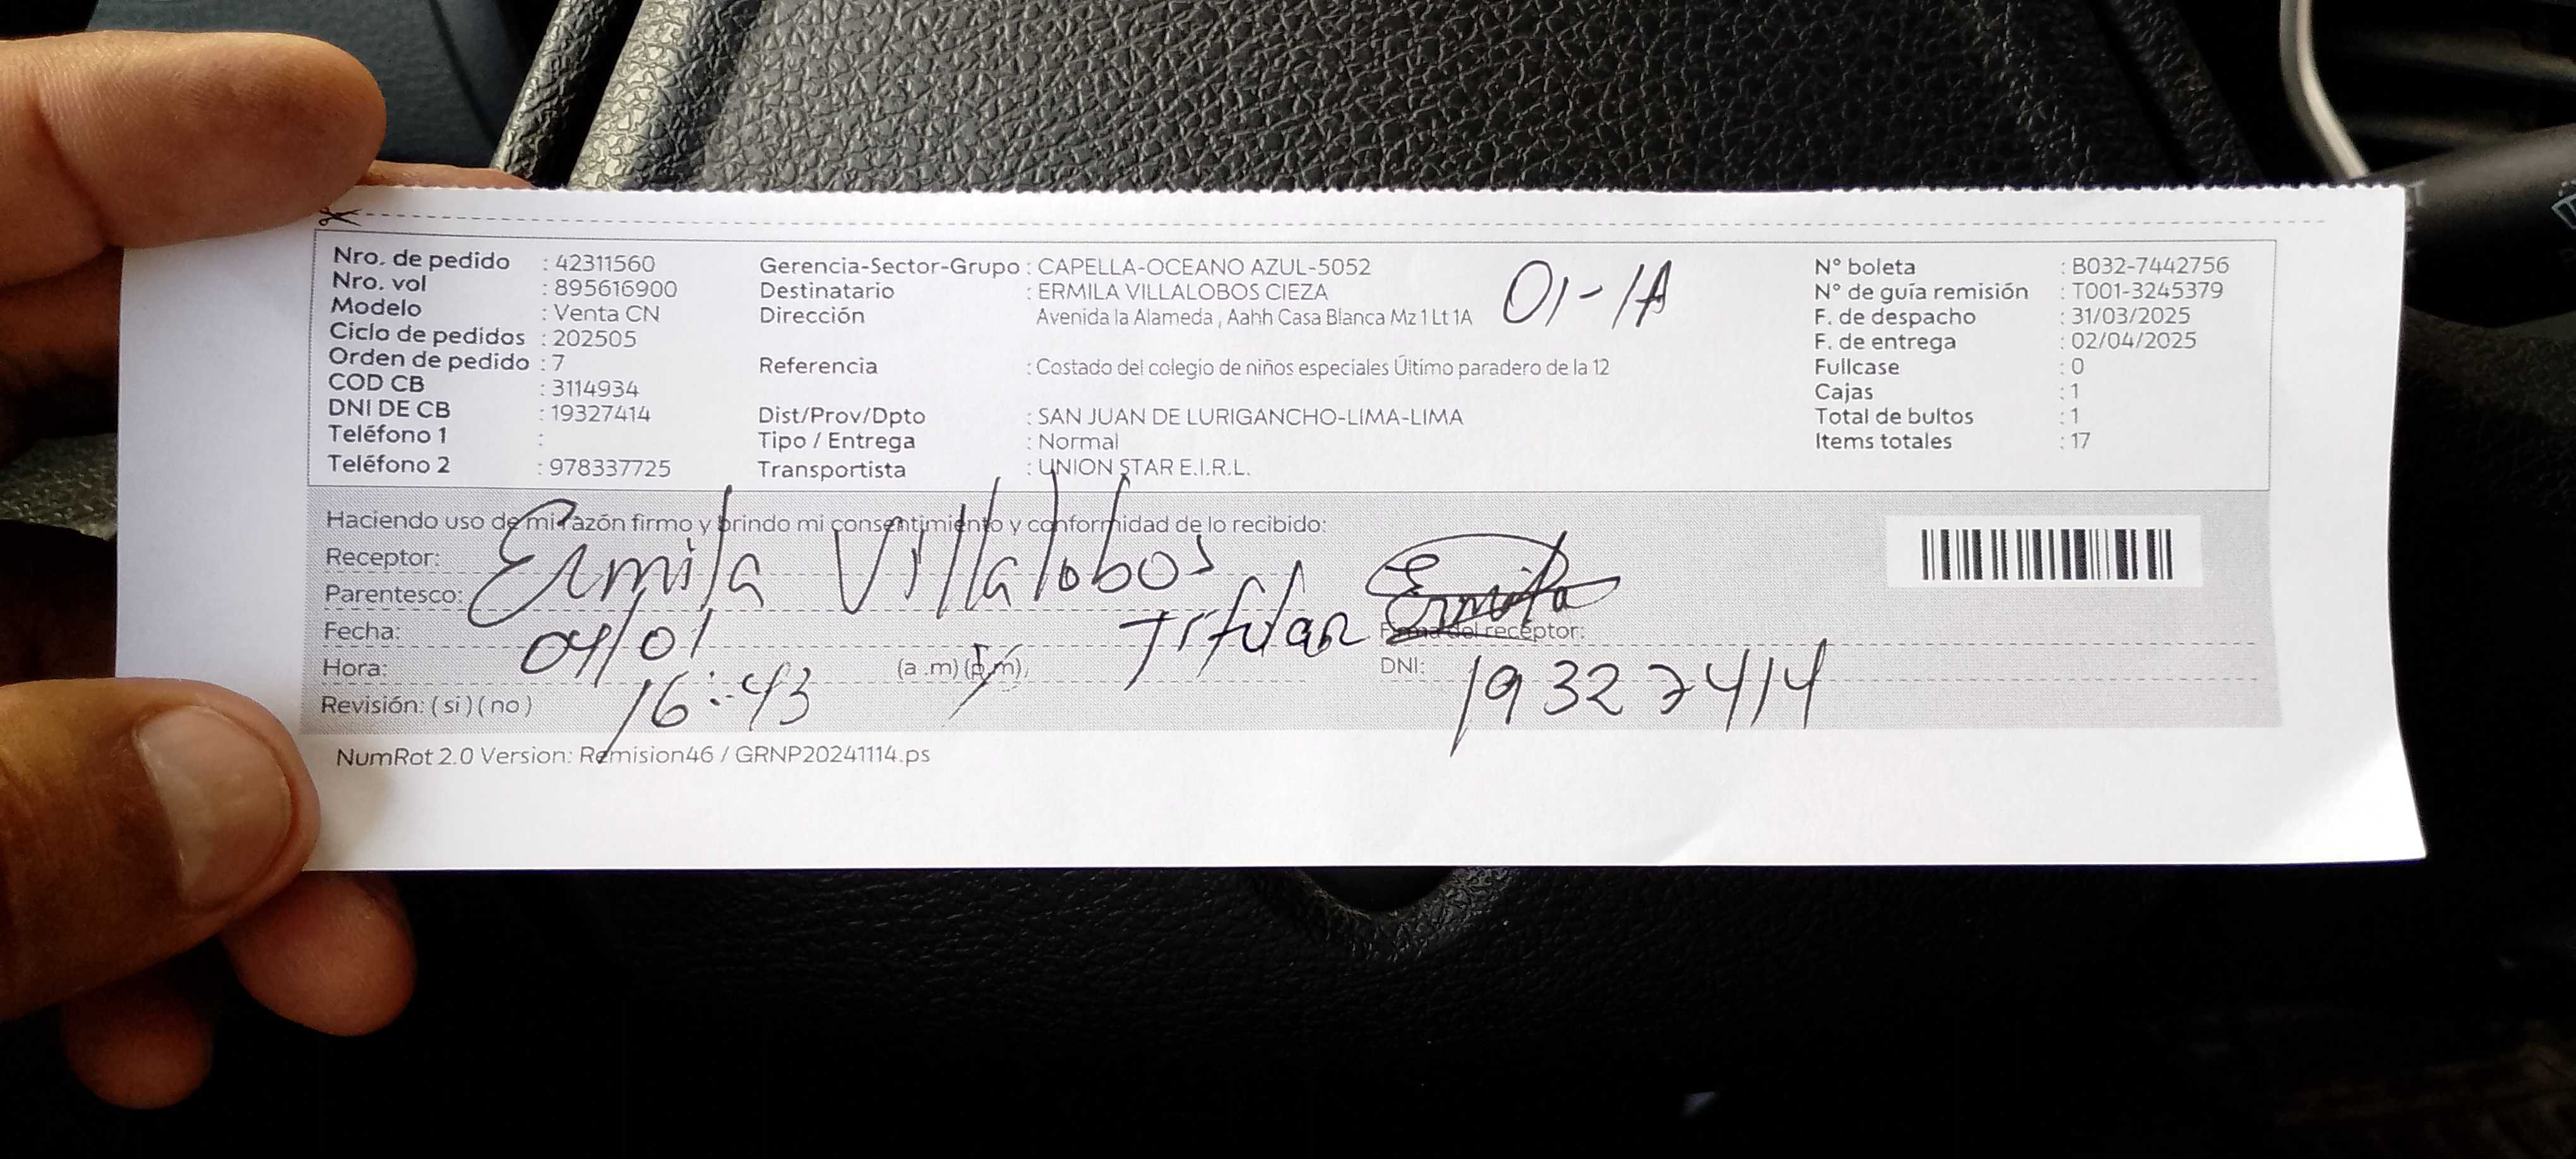 Nro. de pedido : 42311560
Nro. vol : 895616900
Modelo : Venta CN
Ciclo de pedidos : 202505
Orden de pedido : 7
COD CB : 3114934
DNI DE CB : 19327414
Teléfono 1 :
Teléfono 2 : 978337725
Gerencia-Sector-Grupo : CAPELLA-OCEANO AZUL-5052
Destinatario : ERMILA VILLALOBOS CIEZA
Dirección Avenida la Alameda , Aahh Casa Blanca Mz 1 Lt 1A
01-1A
Referencia : Costado del colegio de niños especiales Último paradero de la 12
Dist/Prov/Dpto : SAN JUAN DE LURIGANCHO-LIMA-LIMA
Tipo / Entrega : Normal
Transportista : UNION STAR E.I.R.L.
N° boleta : B032-7442756
N° de guía remisión : T001-3245379
F. de despacho : 31/03/2025
F. de entrega : 02/04/2025
Fullcase : 0
Cajas : 1
Total de bultos : 1
Items totales : 17
Haciendo uso de mi razón firmo y brindo mi consentimiento y conformidad de lo recibido:
Receptor: Ermila Villalobos
Parentesco: Titular
Fecha: 04/01
Hora: 16:43 (a .m) (p.m).
Revisión: ( si ) ( no )
Ermila
Firma del receptor:
DNI: 19327414
NumRot 2.0 Version: Remision46 / GRNP20241114.ps